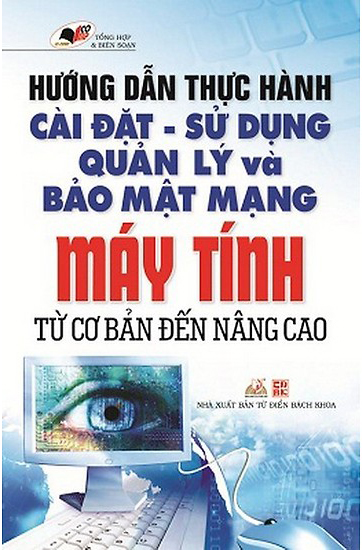 TỔNG HỢP
& BIÊN SOẠN
HƯỚNG DẪN THỰC HÀNH
CÀI ĐẶT - SỬ DỤNG
QUẢN LÝ và
BẢO MẬT MẠNG
MÁY TÍNH
TỪ CƠ BẢN ĐẾN NÂNG CAO
NHÀ XUẤT BẢN TỪ ĐIỂN BÁCH KHOA